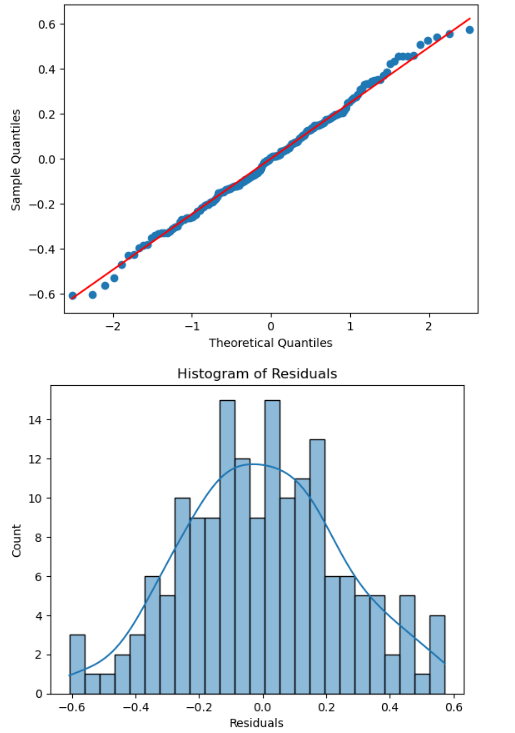 0.6
0.4
0.2
0.0
−0.2
−0.4
−0.6
Sample Quantiles
−2 −1 0 1 2
Theoretical Quantiles
Histogram of Residuals
14
12
10
8
6
4
2
0
Count
−0.6 −0.4 −0.2 0.0 0.2 0.4 0.6
Residuals